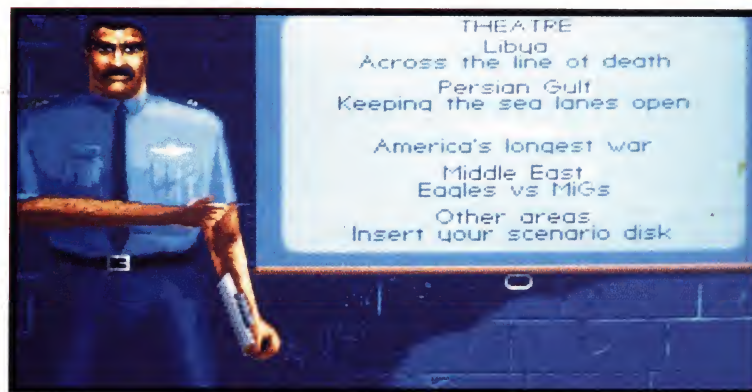 THEATRE
Libya
Across the line of death
Persian Gulf
Keeping the sea lanes open
America's longest war
Middle East
Eagles vs MiGs
Other areas
Insert your scenario disk